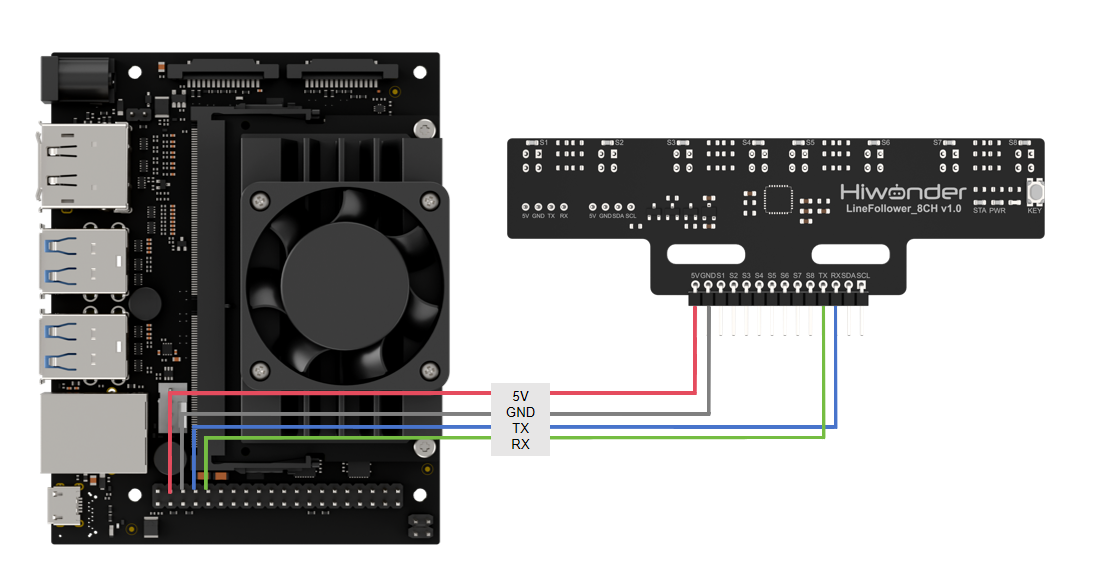 S1 S2 S3 S4 S5 S6 S7 S8
Hiwonder
LineFollower_8CH v1.0
5V GND TX RX 5V GND SDA SCL
STA PWR KEY
5V GND S1 S2 S3 S4 S5 S6 S7 S8 TX RX SDA SCL
5V
GND
TX
RX